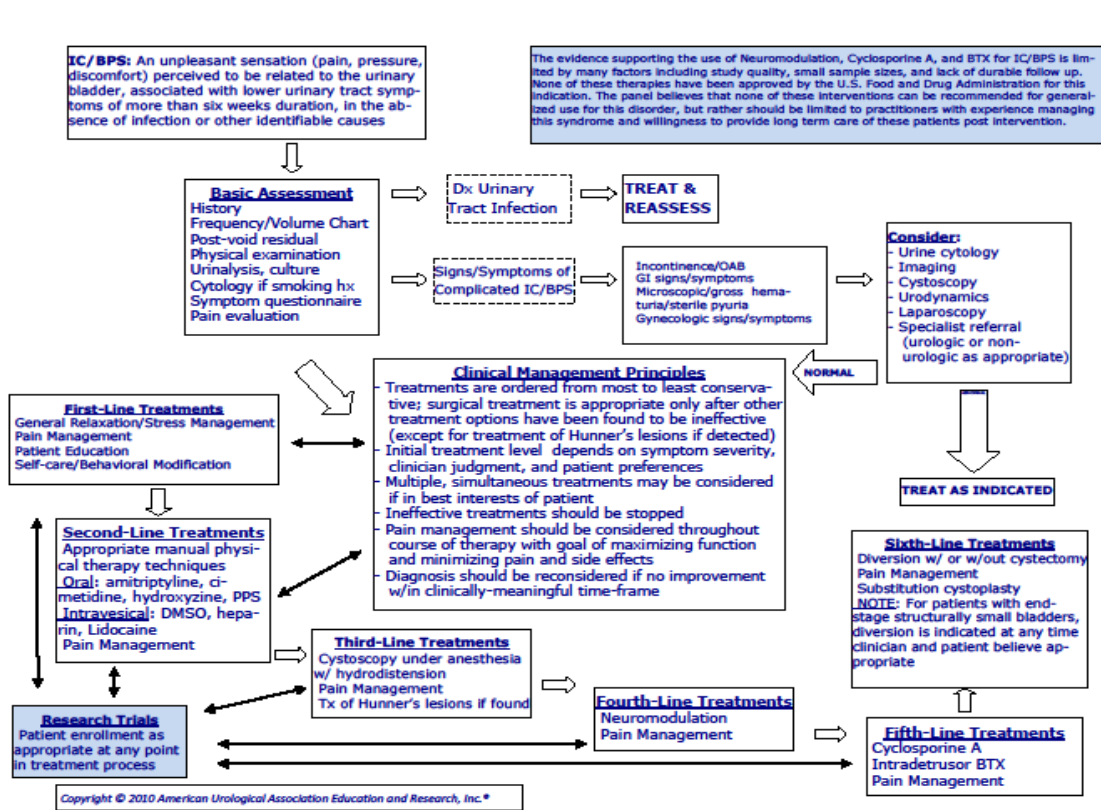 IC/BPS: An unpleasant sensation (pain, pressure,
discomfort) perceived to be related to the urinary
bladder, associated with lower urinary tract symp-
toms of more than six weeks duration, in the
absence of infection or other identifiable causes
The evidence supporting the use of Neuromodulation, Cyclosporine A, and BTX for IC/BPS is lim-
ited by many factors including study quality, small sample sizes, and lack of durable follow up.
None of these therapies have been approved by the U.S. Food and Drug Administration for this
indication. The panel believes that none of these interventions can be recommended for general-
ized use for this disorder, but rather should be limited to practitioners with experience managing
this syndrome and willingness to provide long term care of these patients post intervention.
Basic Assessment
History
Frequency/Volume Chart
Post-void residual
Physical examination
Urinalysis, culture
Cytology if smoking hx
Symptom questionnaire
Pain evaluation
Dx Urinary
Tract Infection
TREAT &
REASSESS
Signs/Symptoms of
Complicated IC/BPS
Incontinence/OAB
GI signs/symptoms
Microscopic/gross hema-
turia/sterile pyuria
Gynecologic signs/symptoms
Consider:
- Urine cytology
- Imaging
- Cystoscopy
- Urodynamics
- Laparoscopy
- Specialist referral
(urologic or non-
urologic as appropriate)
NORMAL
TREAT AS INDICATED
Clinical Management Principles
- Treatments are ordered from most to least conserva-
tive; surgical treatment is appropriate only after other
treatment options have been found to be ineffective
(except for treatment of Hunner's lesions if detected)
- Initial treatment level depends on symptom severity,
clinician judgment, and patient preferences
- Multiple, simultaneous treatments may be considered
if in best interests of patient
- Ineffective treatments should be stopped
- Pain management should be considered throughout
course of therapy with goal of maximizing function
and minimizing pain and side effects
- Diagnosis should be reconsidered if no improvement
w/in clinically-meaningful time-frame
First-Line Treatments
General Relaxation/Stress Management
Pain Management
Patient Education
Self-care/Behavioral Modification
Second-Line Treatments
Appropriate manual physi-
cal therapy techniques
Oral: amitriptyline, ci-
metidine, hydroxyzine, PPS
Intravesical: DMSO, hepa-
rin, Lidocaine
Pain Management
Third-Line Treatments
Cystoscopy under anesthesia
w/ hydrodistension
Pain Management
Tx of Hunner's lesions if found
Fourth-Line Treatments
Neuromodulation
Pain Management
Fifth-Line Treatments
Cyclosporine A
Intradetrusor BTX
Pain Management
Sixth-Line Treatments
Diversion w/ or w/out cystectomy
Pain Management
Substitution cystoplasty
NOTE: For patients with end-
stage structurally small bladders,
diversion is indicated at any time
clinician and patient believe ap-
propriate
Research Trials
Patient enrollment as
appropriate at any point
in treatment process
Copyright © 2010 American Urological Association Education and Research, Inc.®